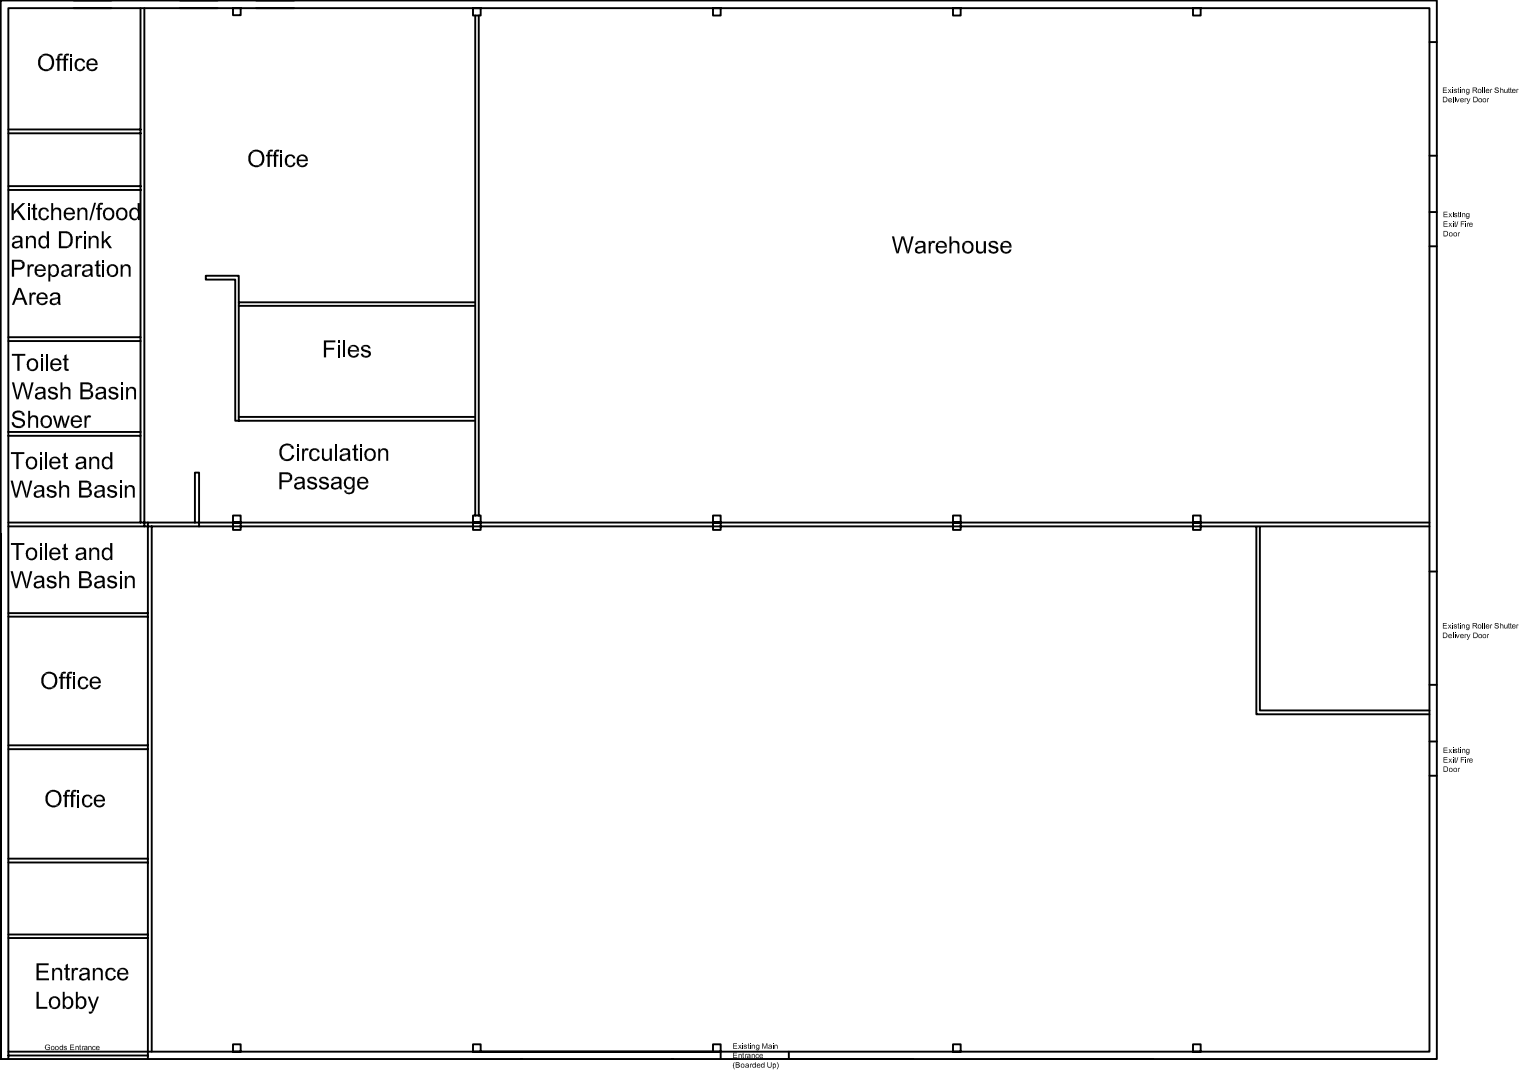 Office
Existing Roller Shutter
Delivery Door
Office
Kitchen/food
and Drink
Preparation
Area
Existing
Exit/ Fire
Door
Warehouse
Files
Toilet
Wash Basin
Shower
Circulation
Passage
Toilet and
Wash Basin
Toilet and
Wash Basin
Existing Roller Shutter
Delivery Door
Office
Existing
Exit/ Fire
Door
Office
Entrance
Lobby
Goods Entrance
Existing Main
Entrance
(Boarded Up)